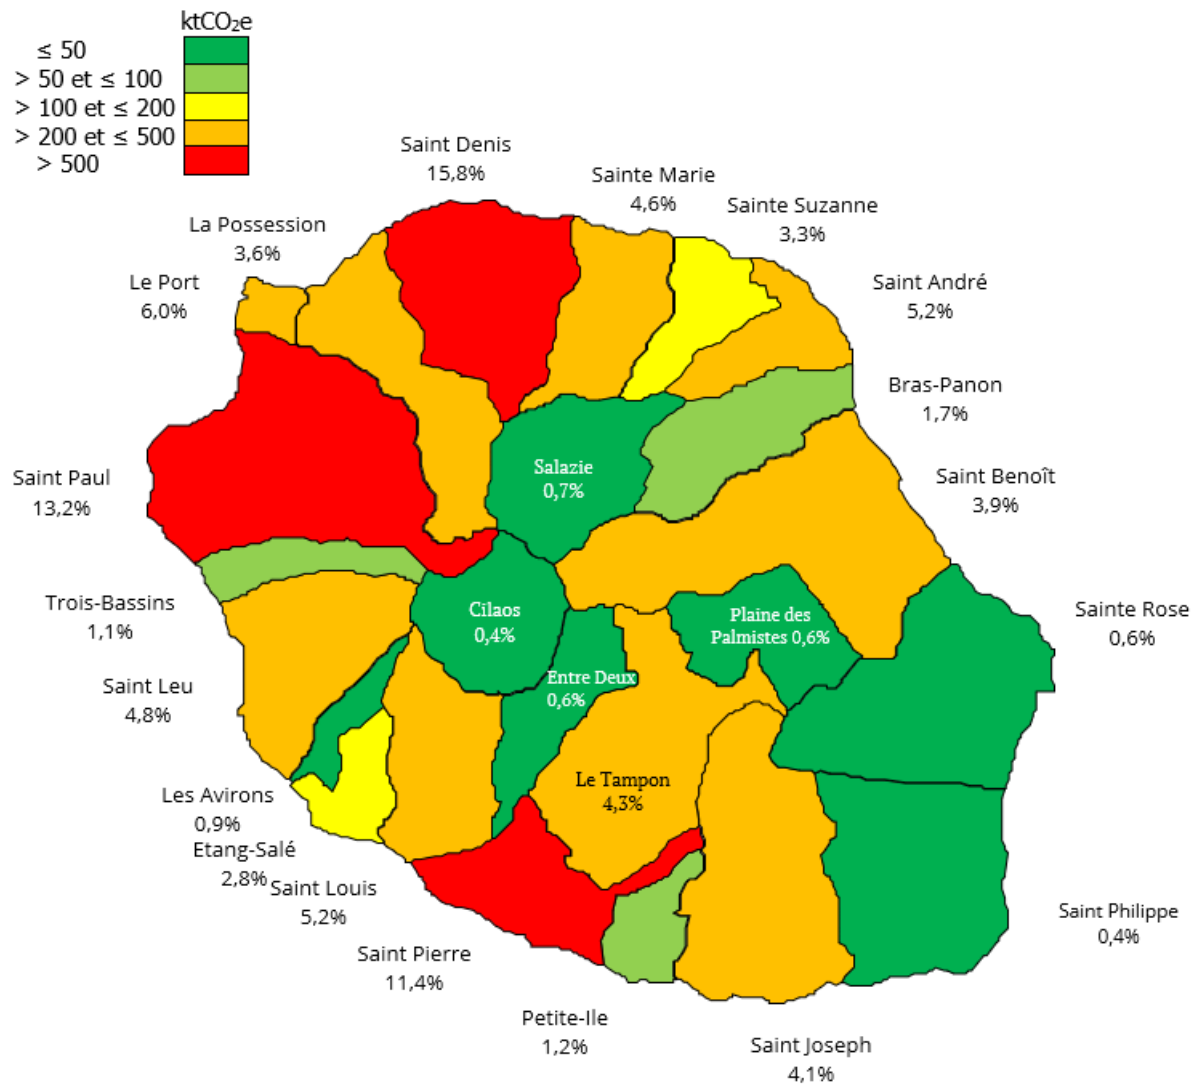 ktCO₂e
≤ 50
> 50 et ≤ 100
> 100 et ≤ 200
> 200 et ≤ 500
> 500
Saint Denis
15,8%
Sainte Marie
4,6%
Sainte Suzanne
3,3%
La Possession
3,6%
Le Port
6,0%
Saint André
5,2%
Bras-Panon
1,7%
Salazie
0,7%
Saint Paul
13,2%
Saint Benoît
3,9%
Trois-Bassins
1,1%
Cilaos
0,4%
Plaine des
Palmistes 0,6%
Sainte Rose
0,6%
Saint Leu
4,8%
Entre Deux
0,6%
Le Tampon
4,3%
Les Avirons
0,9%
Etang-Salé
2,8%
Saint Louis
5,2%
Saint Pierre
11,4%
Saint Philippe
0,4%
Petite-Ile
1,2%
Saint Joseph
4,1%